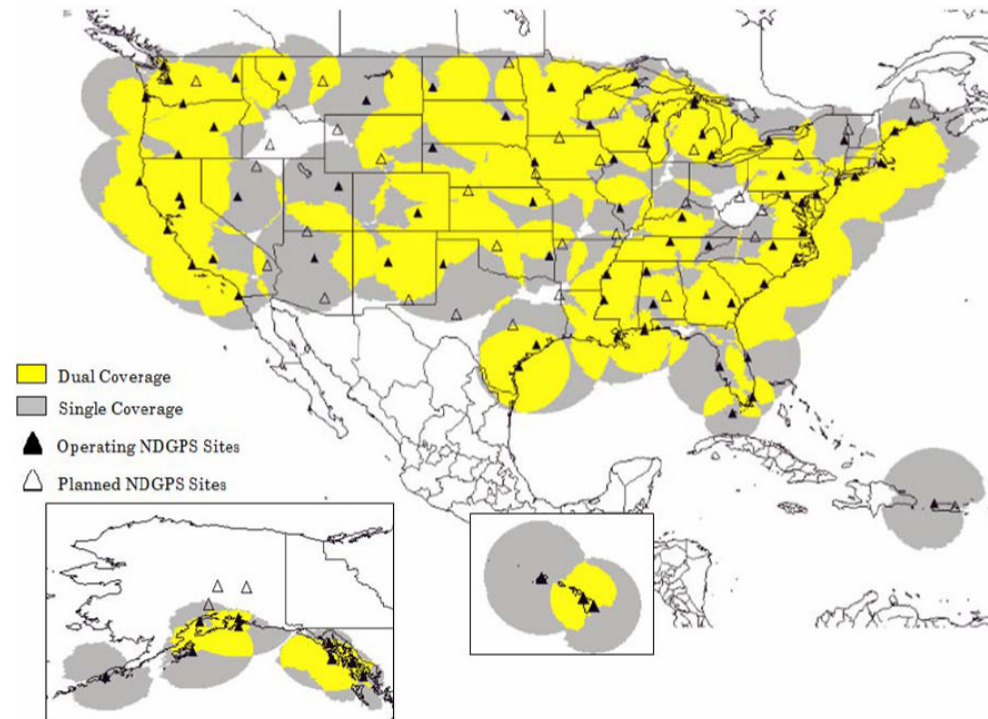 Dual Coverage
Single Coverage
Operating NDGPS Sites
Planned NDGPS Sites